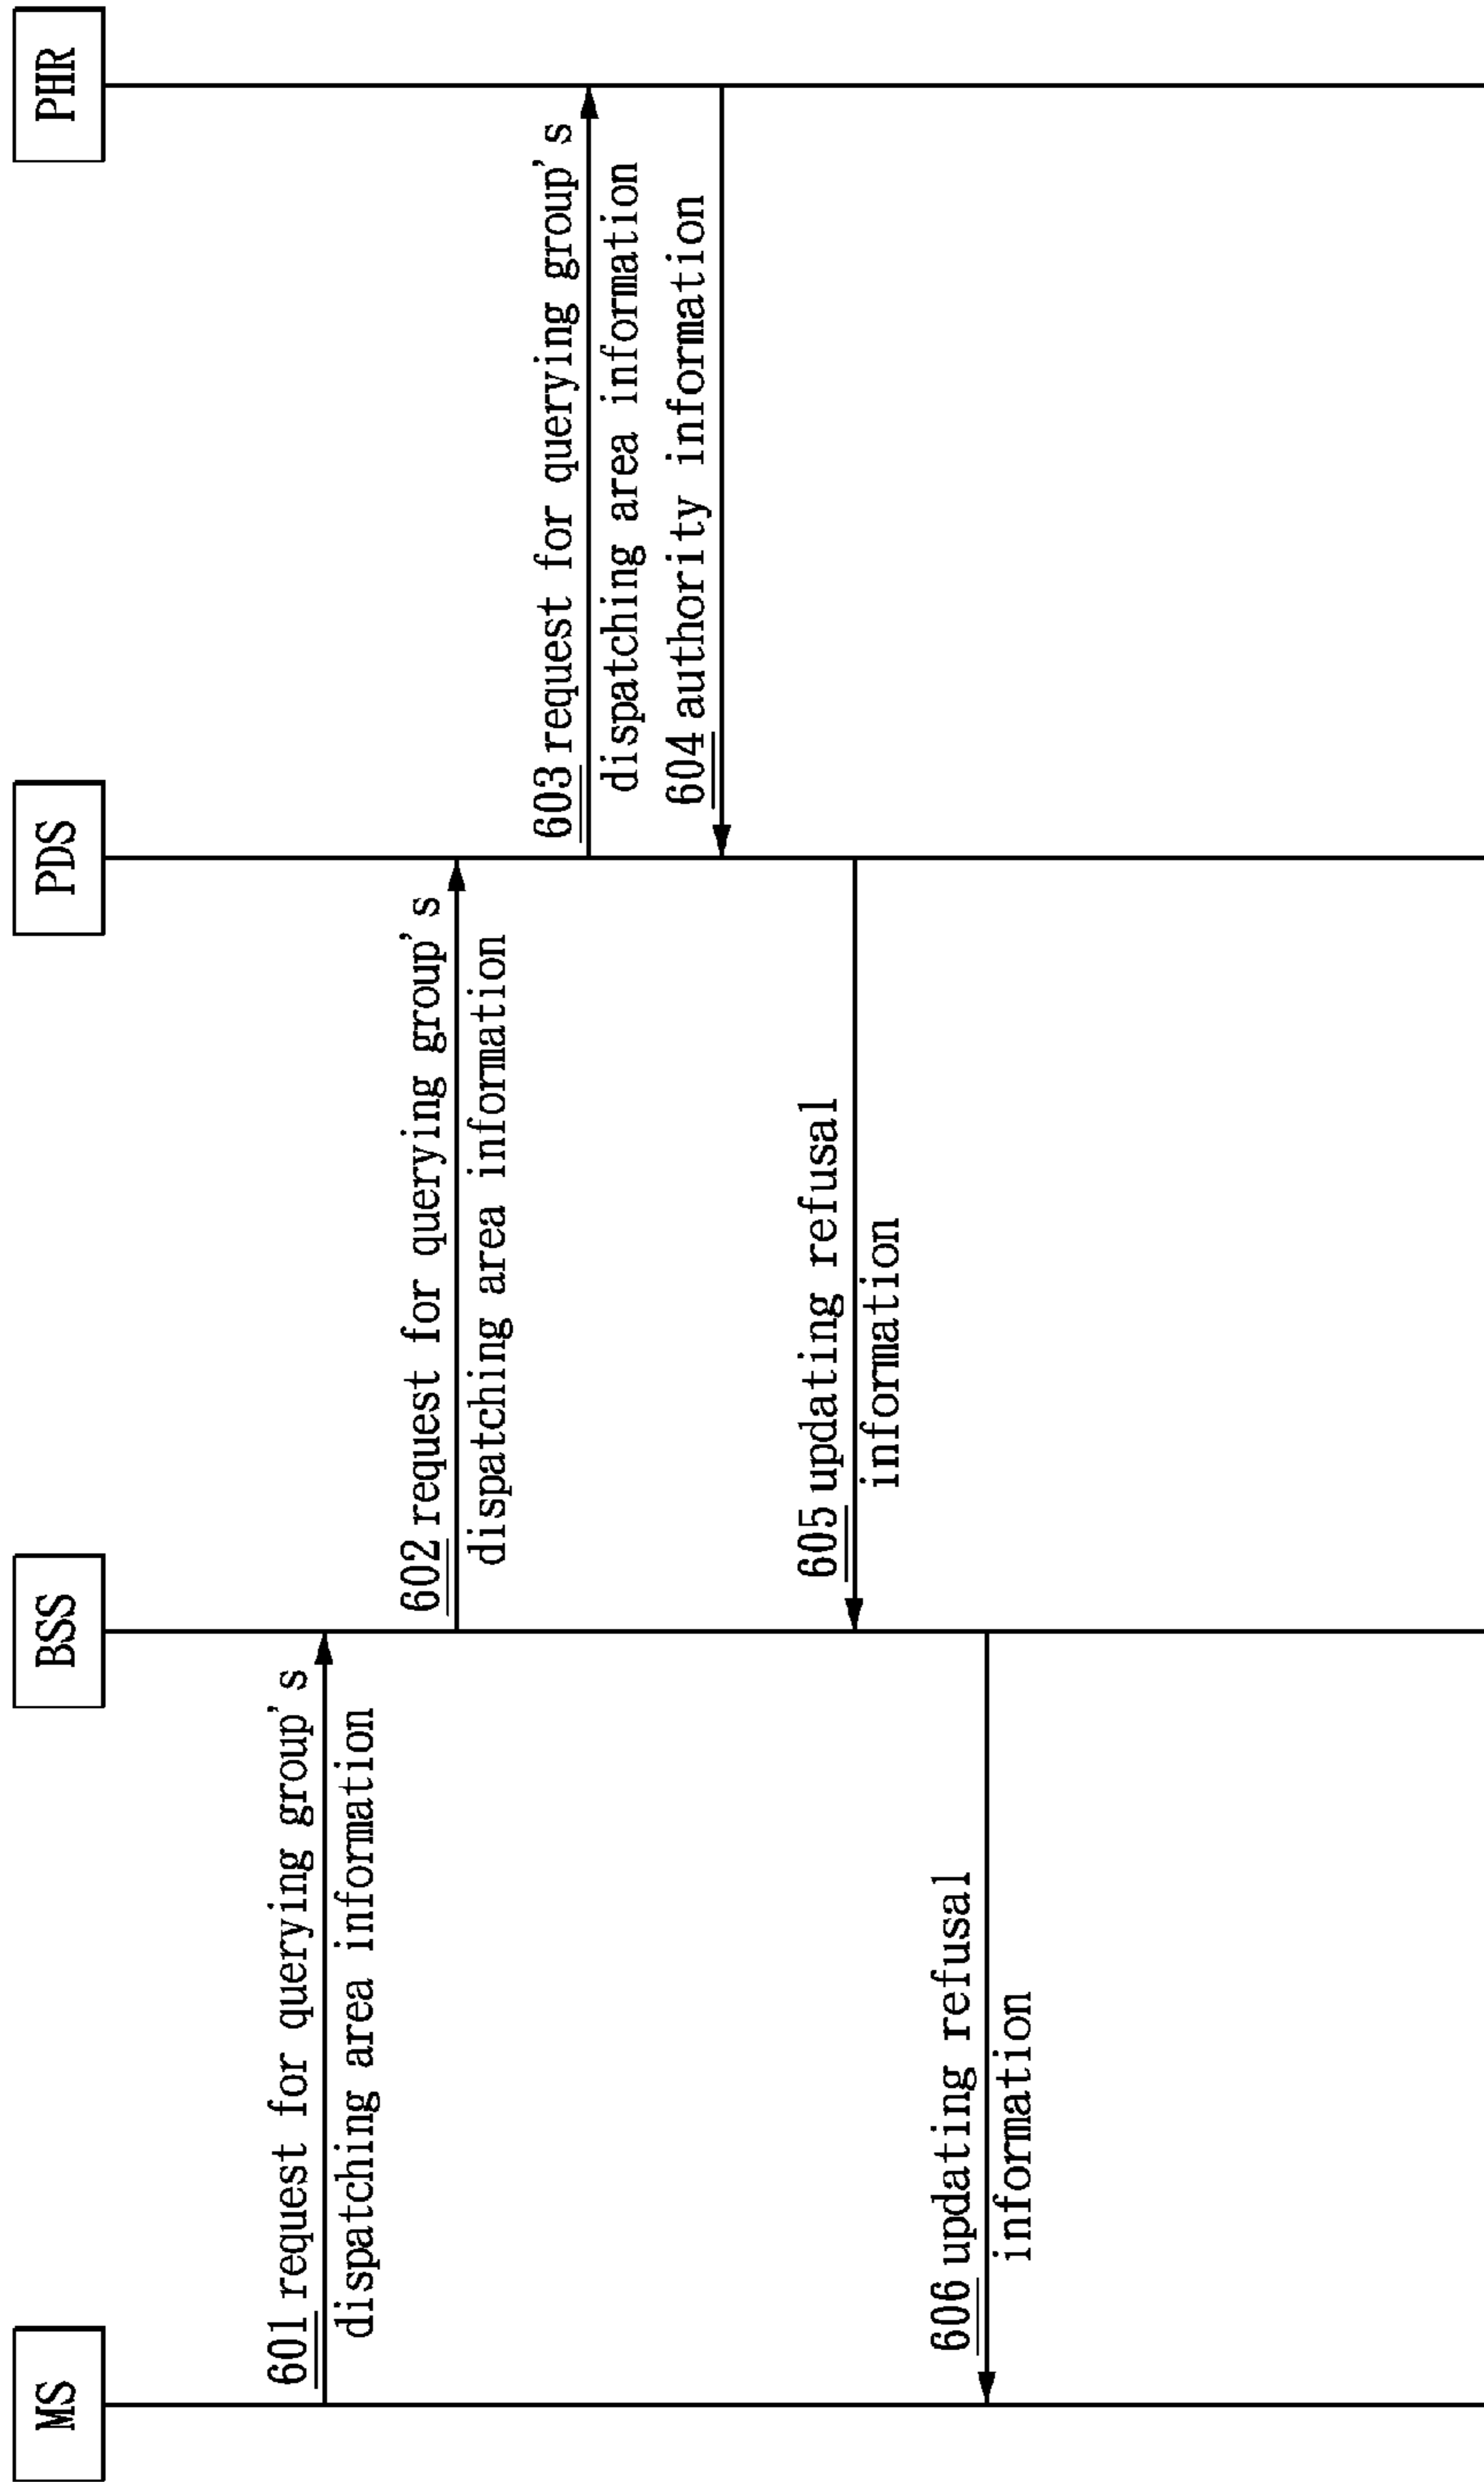 MS
BSS
PDS
PHR
601 request for querying group's
dispatching area information
602 request for querying group's
dispatching area information
603 request for querying group's
dispatching area information
604 authority information
605 updating refusal
information
606 updating refusal
information